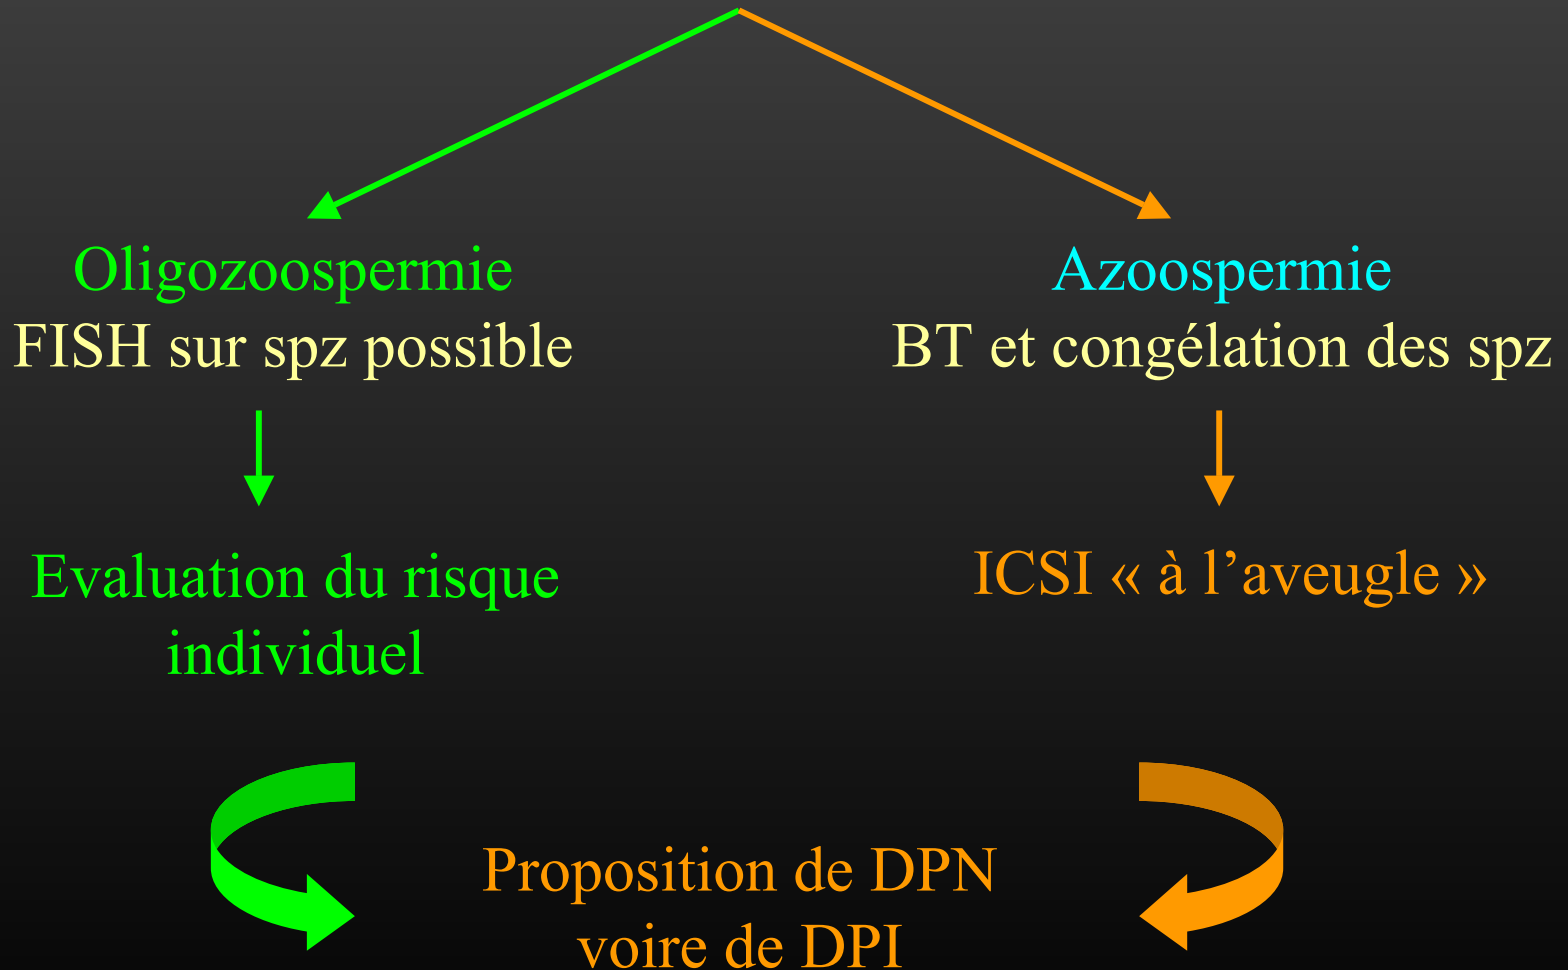 Oligozoospermie
FISH sur spz possible
Evaluation du risque
individuel
Azoospermie
BT et congélation des spz
ICSI « à l’aveugle »
Proposition de DPN
voire de DPI